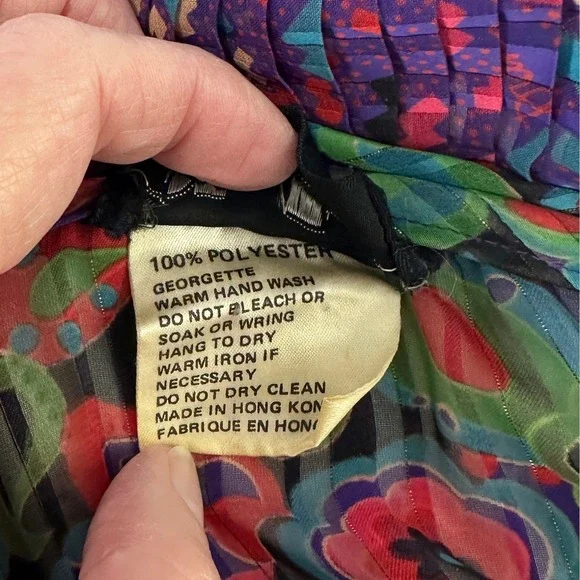 100% POLYESTER
GEORGETTE
WARM HAND WASH
DO NOT BLEACH OR
SOAK OR WRING
HANG TO DRY
WARM IRON IF
NECESSARY
DO NOT DRY CLEAN
MADE IN HONG KON
FABRIQUE EN HON